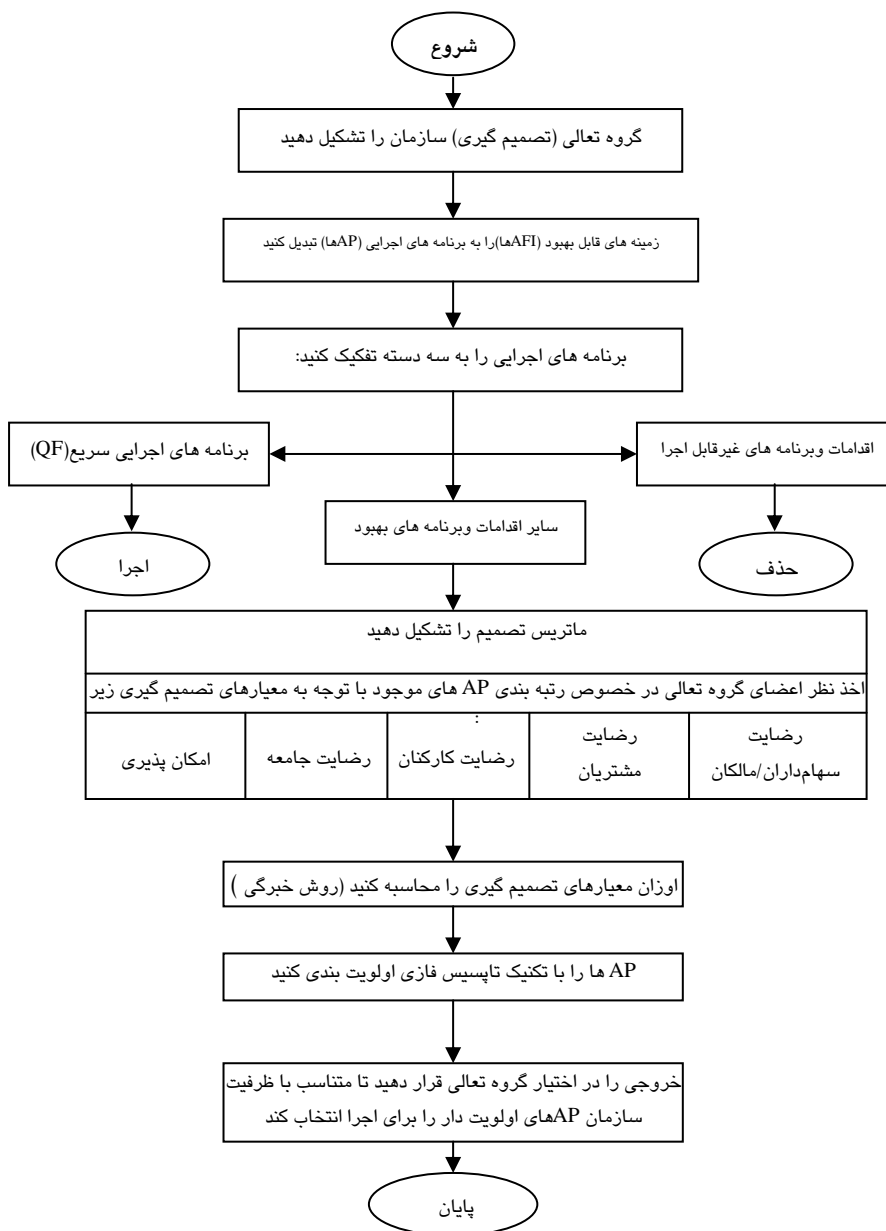 شروع
گروه تعالی (تصمیم گیری) سازمان را تشکیل دهید
زمینه های قابل بهبود (AFIها)را به برنامه های اجرایی (APها) تبدیل کنید
برنامه های اجرایی را به سه دسته تفکیک کنید:
اقدامات وبرنامه های غیرقابل اجرا
برنامه های اجرایی سریع(QF)
سایر اقدامات وبرنامه های بهبود
حذف
اجرا
ماتریس تصمیم را تشکیل دهید
اخذ نظر اعضای گروه تعالی در خصوص رتبه بندی AP های موجود با توجه به معیارهای تصمیم گیری زیر
:
رضایت
سهام‌داران/مالکان
رضایت
مشتریان
رضایت کارکنان
رضایت جامعه
امکان پذیری
اوزان معیارهای تصمیم گیری را محاسبه کنید (روش خبرگی )
AP ها را با تکنیک تاپسیس فازی اولویت بندی کنید
خروجی را در اختیار گروه تعالی قرار دهید تا متناسب با ظرفیت
سازمان APهای اولویت دار را برای اجرا انتخاب کند
پایان